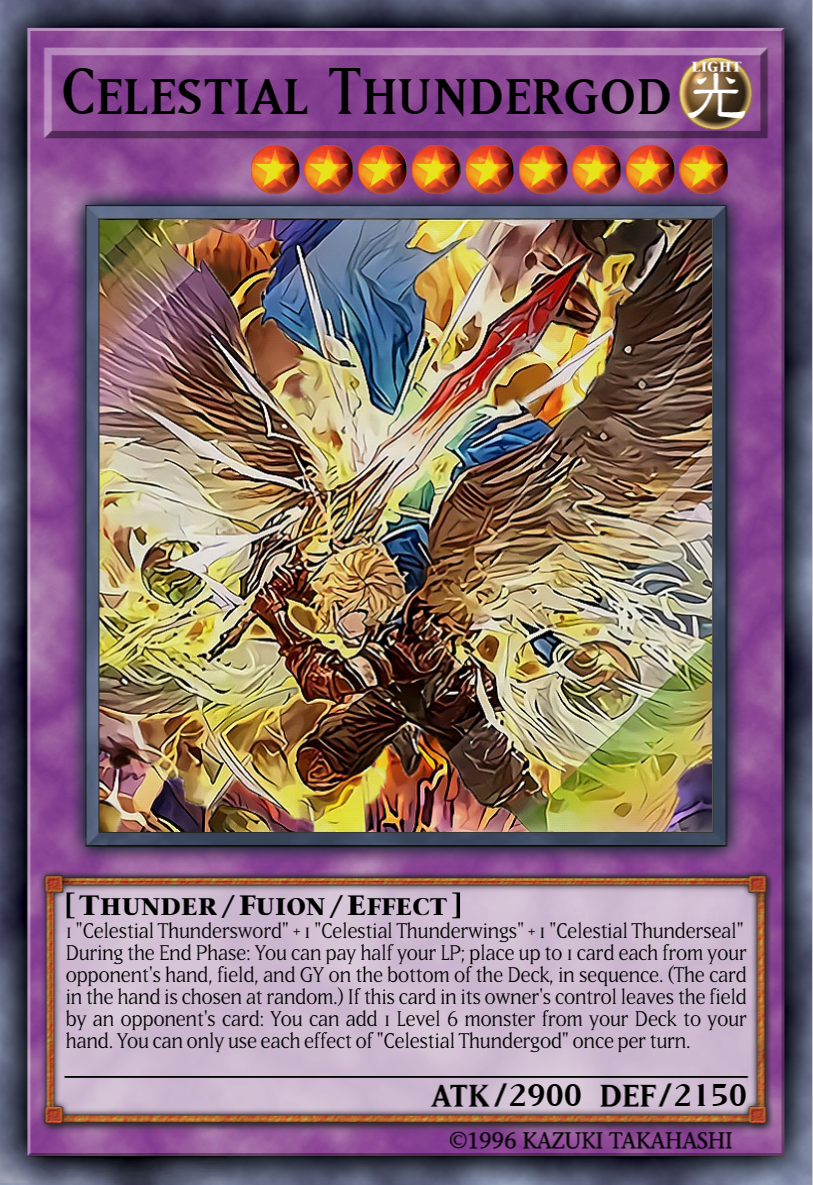 Celestial Thundergod
LIGHT
光
[ Thunder / Fuion / Effect ]
1 "Celestial Thundersword" + 1 "Celestial Thunderwings" + 1 "Celestial Thunderseal"
During the End Phase: You can pay half your LP; place up to 1 card each from your
opponent's hand, field, and GY on the bottom of the Deck, in sequence. (The card
in the hand is chosen at random.) If this card in its owner's control leaves the field
by an opponent's card: You can add 1 Level 6 monster from your Deck to your
hand. You can only use each effect of "Celestial Thundergod" once per turn.
ATK/2900 DEF/2150
©1996 KAZUKI TAKAHASHI